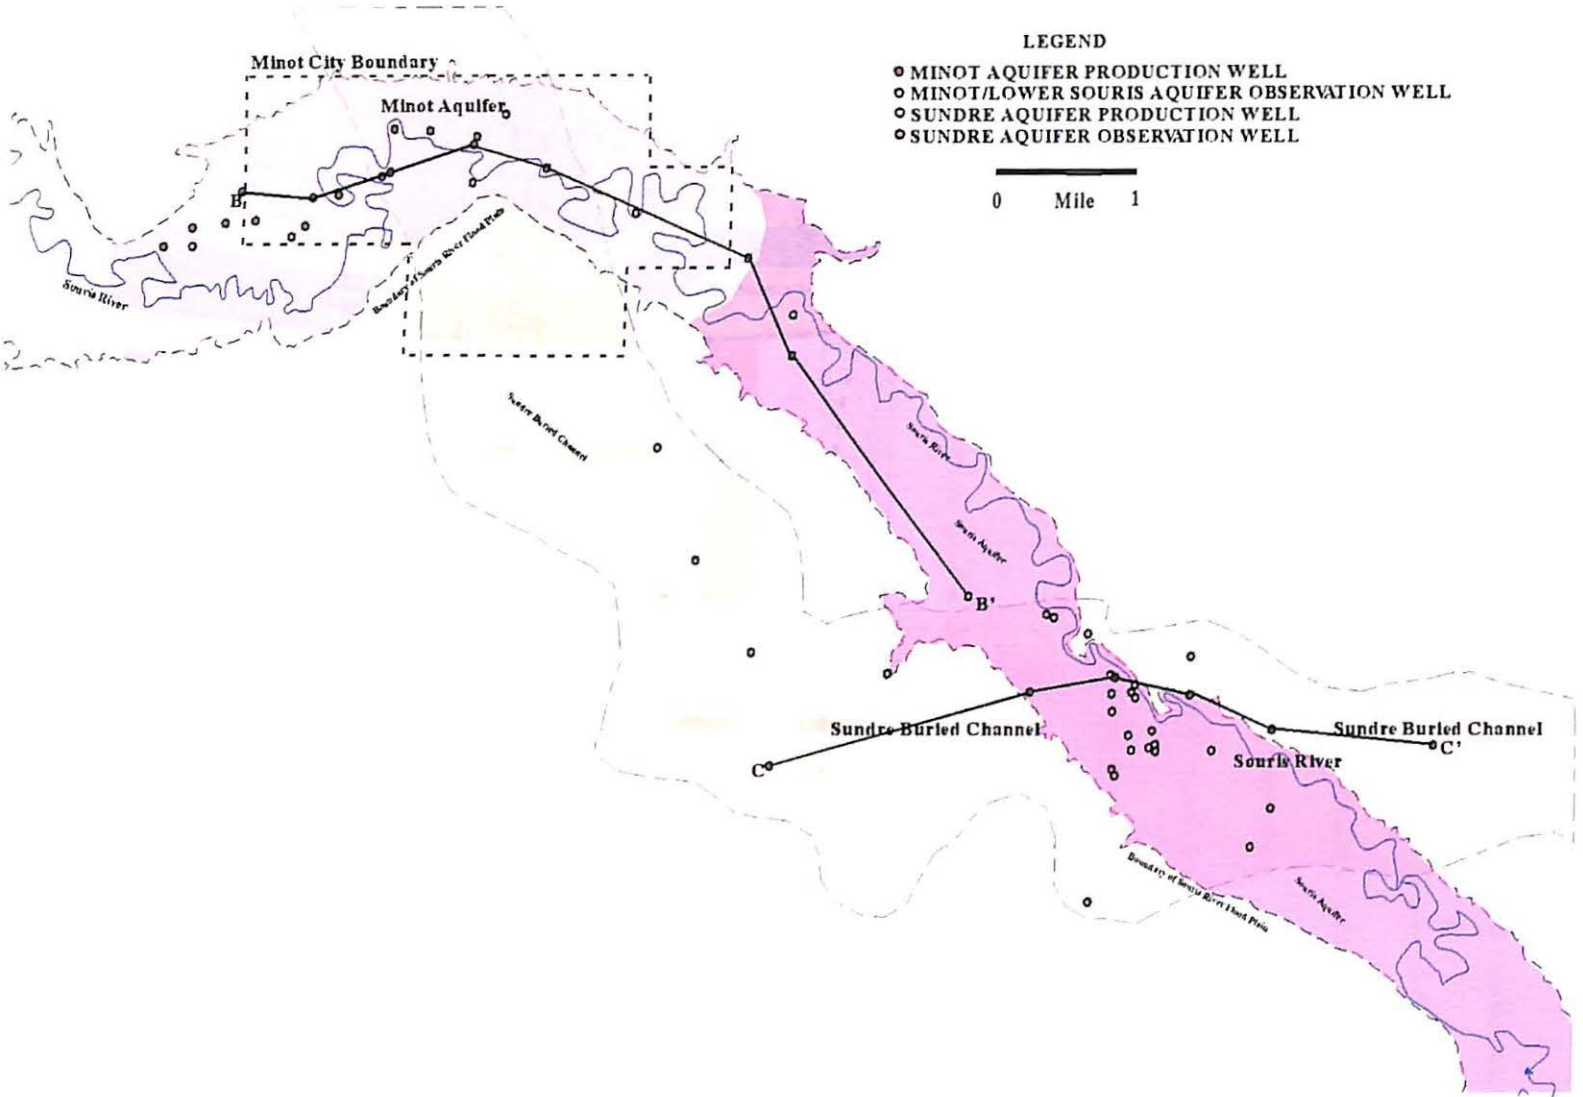 LEGEND
MINOT AQUIFER PRODUCTION WELL
MINOT/LOWER SOURIS AQUIFER OBSERVATION WELL
SUNDRE AQUIFER PRODUCTION WELL
SUNDRE AQUIFER OBSERVATION WELL
0 Mile 1
Minot City Boundary
Minot Aquifer
B
Souris River
Boundary of Souris River Flood Plain
Sundre Buried Channel
Souris River
Souris Aquifer
B'
Sundre Buried Channel
Sundre Buried Channel
C
C'
Souris River
Boundary of Souris River Flood Plain
Souris Aquifer